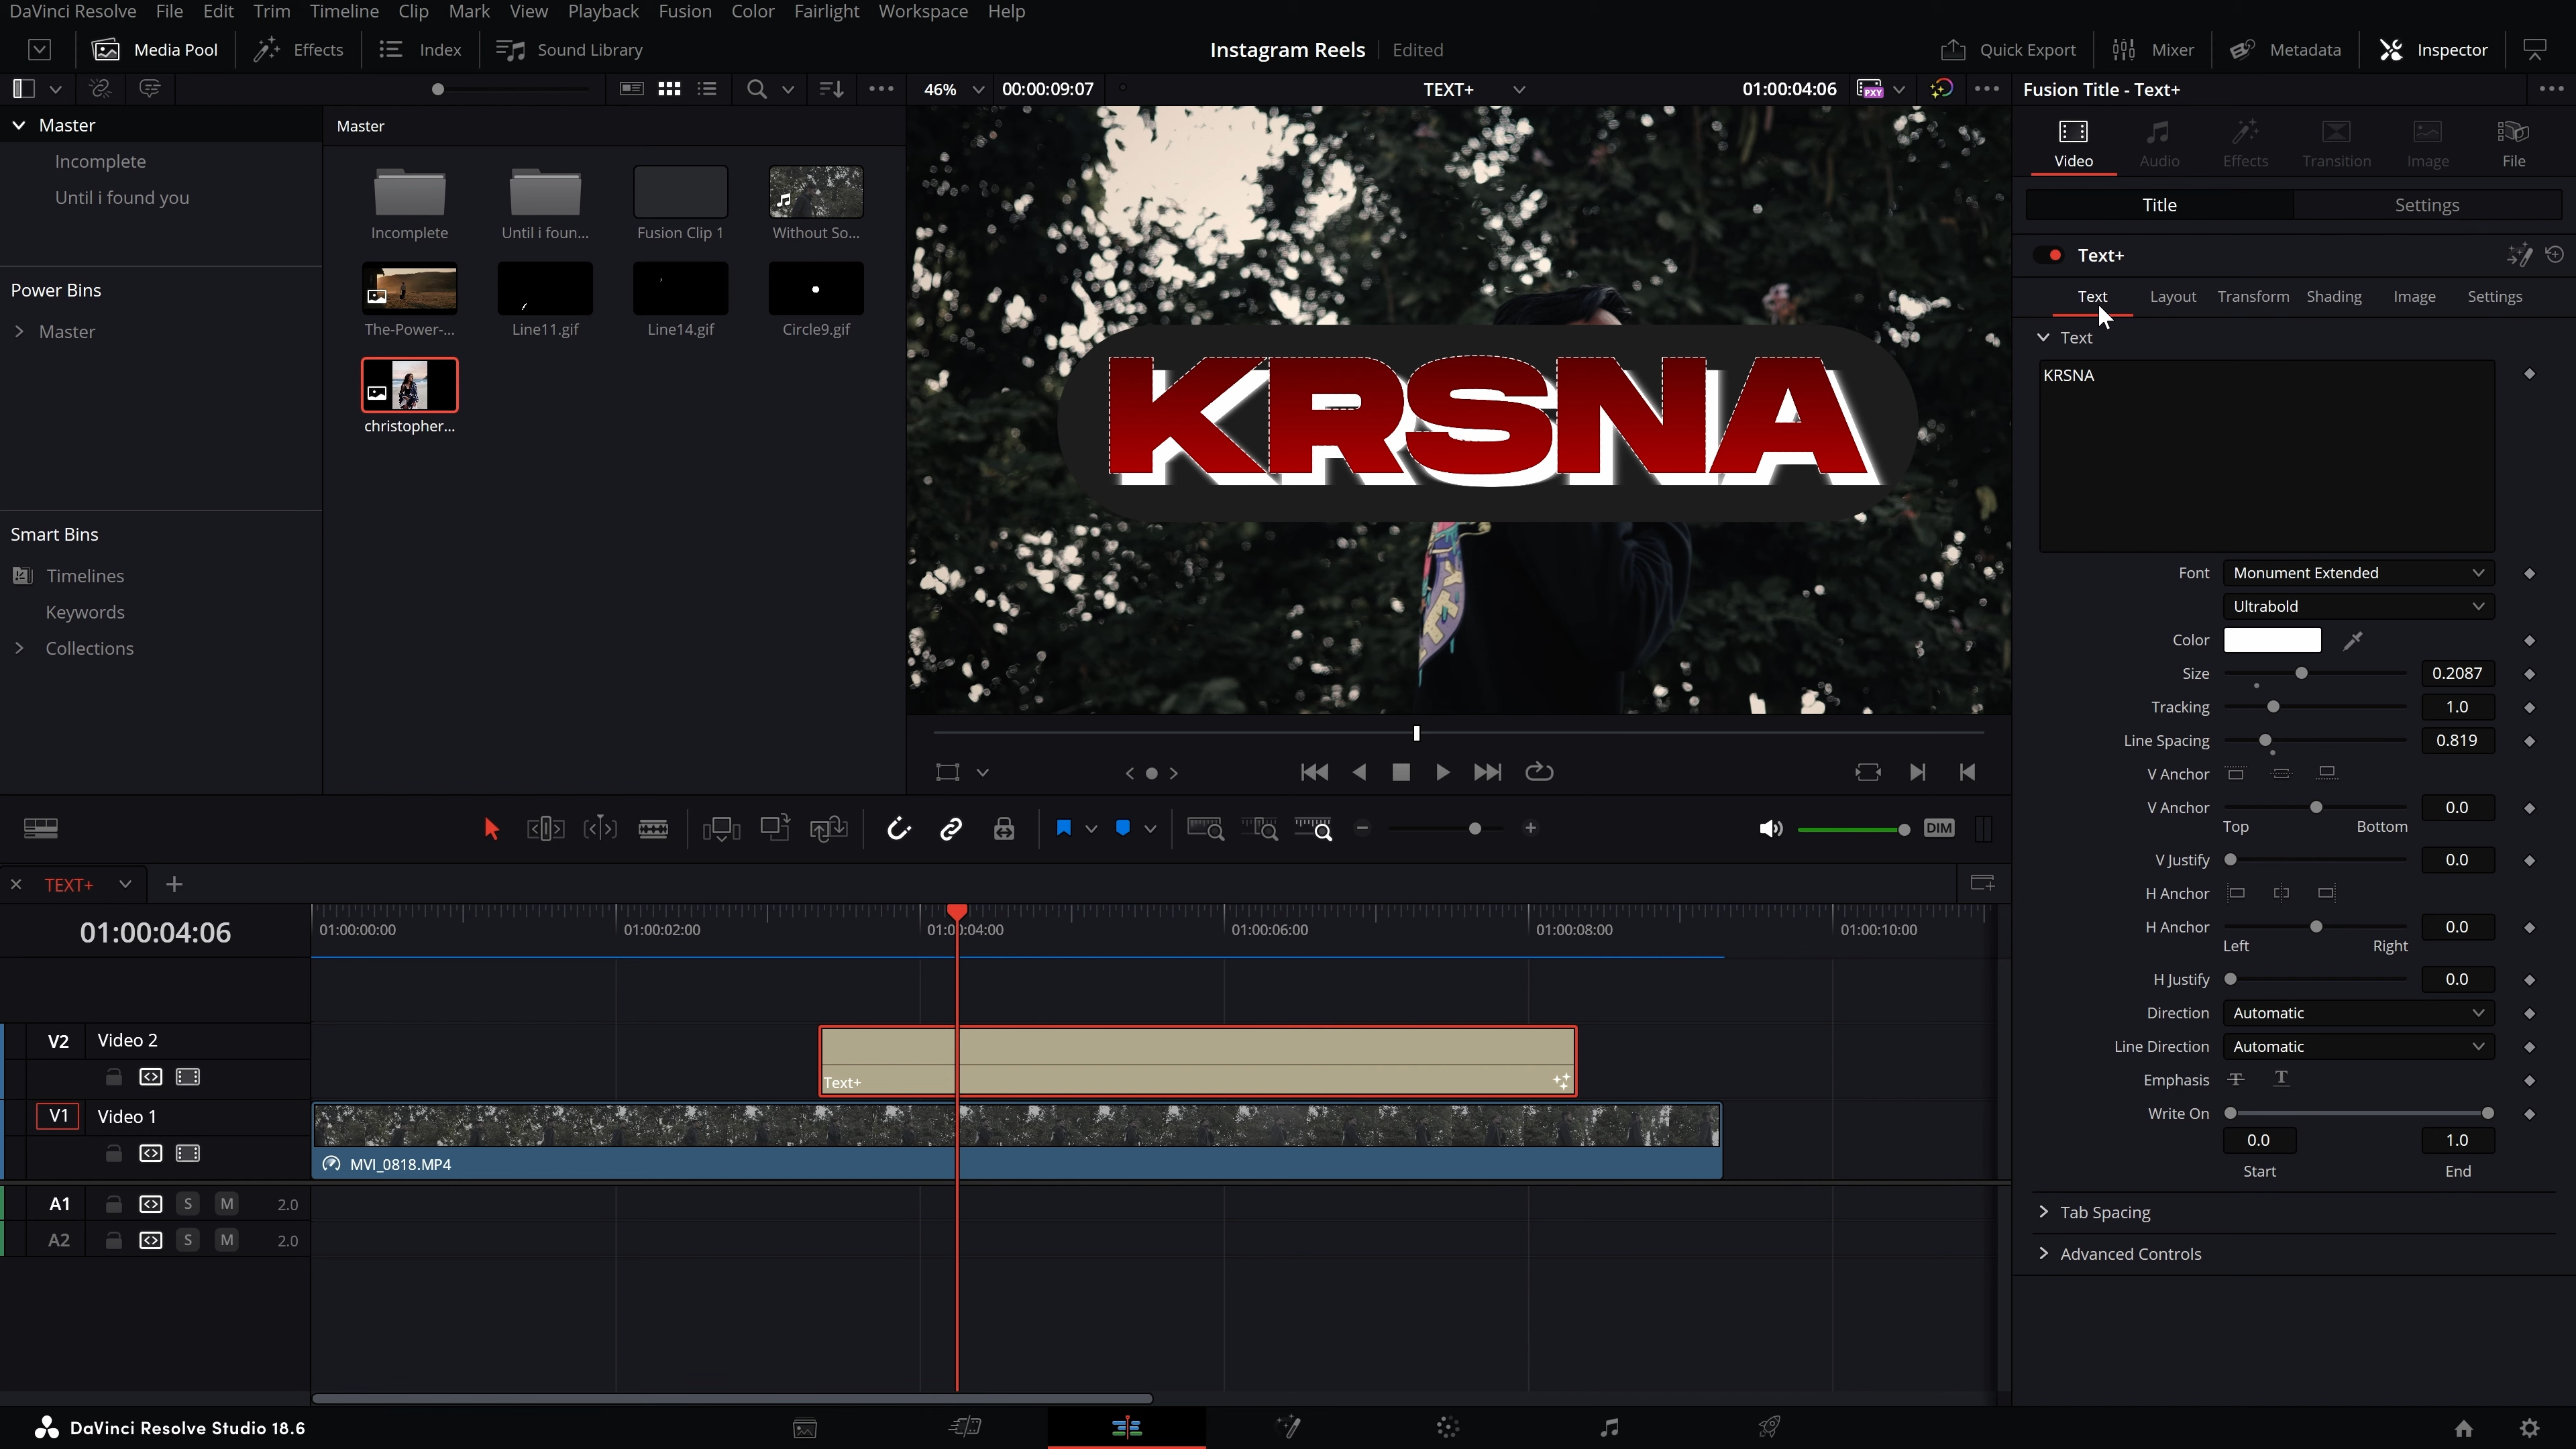 DaVinci Resolve File Edit Trim Timeline Clip Mark View Playback Fusion Color Fairlight Workspace Help
Media Pool Effects Index Sound Library Instagram Reels Edited Quick Export Mixer Metadata Inspector
46% 00:00:09:07 TEXT+ 01:00:04:06 PXY Fusion Title - Text+
Master
Incomplete
Until i found you
Power Bins
Master
Smart Bins
Timelines
Keywords
Collections
Master
Incomplete Until i foun... Fusion Clip 1 Without So...
The-Power-... Line11.gif Line14.gif Circle9.gif
christopher...
KRSNA
Video Audio Effects Transition Image File
Title Settings
Text+
Text Layout Transform Shading Image Settings
Text
KRSNA
Font Monument Extended
Ultrabold
Color
Size 0.2087
Tracking 1.0
Line Spacing 0.819
V Anchor
V Anchor 0.0
Top Bottom
V Justify 0.0
H Anchor
H Anchor 0.0
Left Right
H Justify 0.0
Direction Automatic
Line Direction Automatic
Emphasis T T
Write On
0.0 1.0
Start End
Tab Spacing
Advanced Controls
DIM
TEXT+
01:00:04:06
01:00:00:00 01:00:02:00 01:00:04:00 01:00:06:00 01:00:08:00 01:00:10:00
V2 Video 2
Text+
V1 Video 1
MVI_0818.MP4
A1 S M 2.0
A2 S M 2.0
DaVinci Resolve Studio 18.6